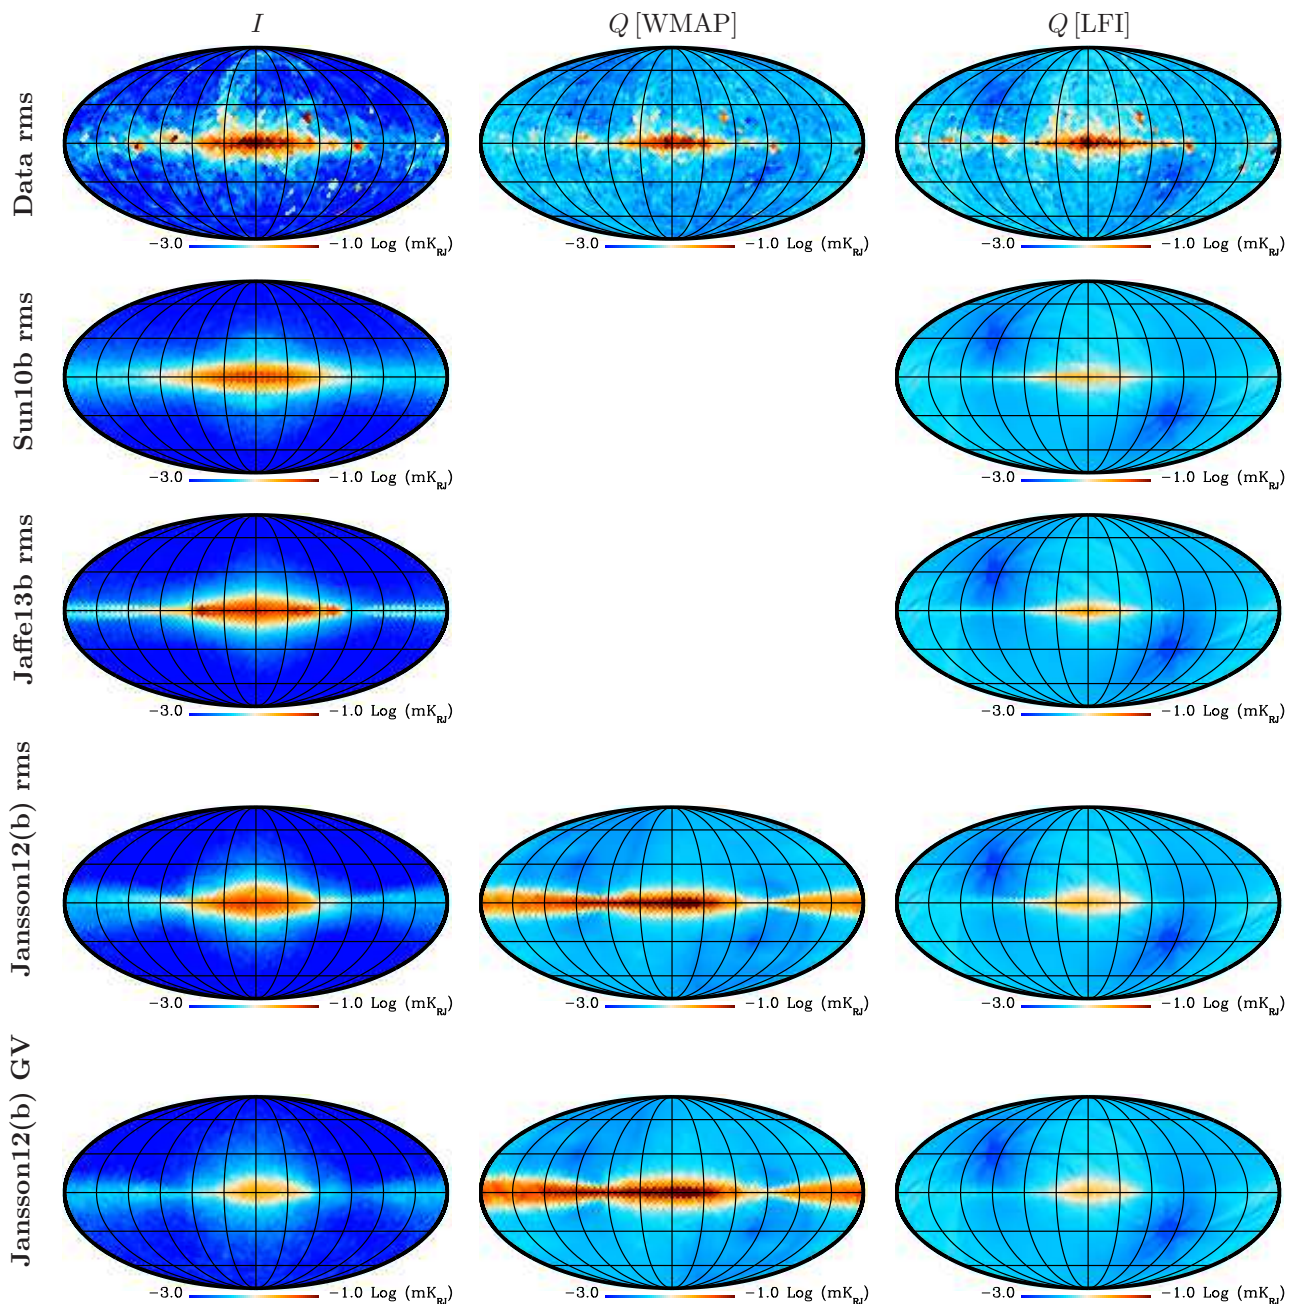 I Q [WMAP] Q [LFI]
Data rms
−3.0 −1.0 Log (mK_RJ) −3.0 −1.0 Log (mK_RJ) −3.0 −1.0 Log (mK_RJ)
Sun10b rms
−3.0 −1.0 Log (mK_RJ) −3.0 −1.0 Log (mK_RJ)
Jaffe13b rms
−3.0 −1.0 Log (mK_RJ) −3.0 −1.0 Log (mK_RJ)
Jansson12(b) rms
−3.0 −1.0 Log (mK_RJ) −3.0 −1.0 Log (mK_RJ) −3.0 −1.0 Log (mK_RJ)
Jansson12(b) GV
−3.0 −1.0 Log (mK_RJ) −3.0 −1.0 Log (mK_RJ) −3.0 −1.0 Log (mK_RJ)